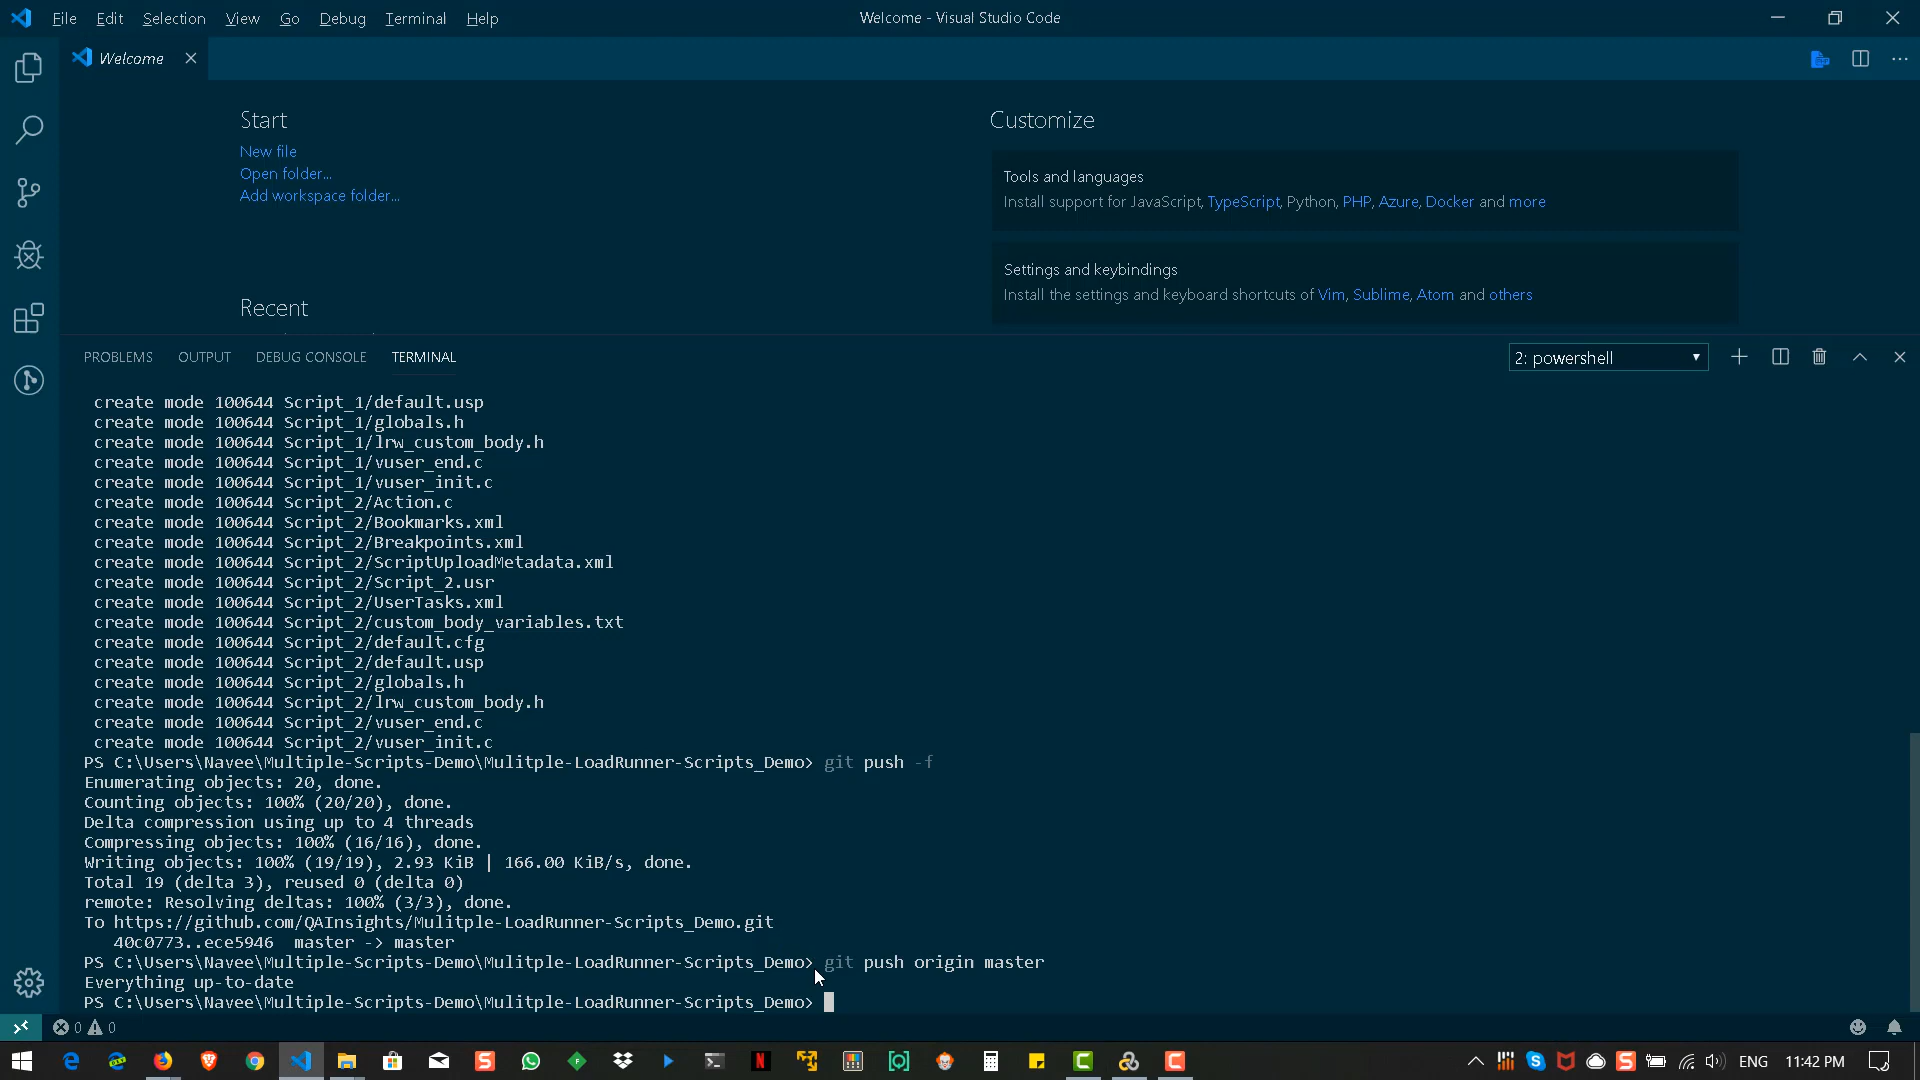 File Edit Selection View Go Debug Terminal Help
Welcome - Visual Studio Code
Welcome
Start
New file
Open folder...
Add workspace folder...
Recent
Customize
Tools and languages
Install support for JavaScript, TypeScript, Python, PHP, Azure, Docker and more
Settings and keybindings
Install the settings and keyboard shortcuts of Vim, Sublime, Atom and others
PROBLEMS OUTPUT DEBUG CONSOLE TERMINAL
2: powershell
create mode 100644 Script_1/default.usp
create mode 100644 Script_1/globals.h
create mode 100644 Script_1/lrw_custom_body.h
create mode 100644 Script_1/vuser_end.c
create mode 100644 Script_1/vuser_init.c
create mode 100644 Script_2/Action.c
create mode 100644 Script_2/Bookmarks.xml
create mode 100644 Script_2/Breakpoints.xml
create mode 100644 Script_2/ScriptUploadMetadata.xml
create mode 100644 Script_2/Script_2.usr
create mode 100644 Script_2/UserTasks.xml
create mode 100644 Script_2/custom_body_variables.txt
create mode 100644 Script_2/default.cfg
create mode 100644 Script_2/default.usp
create mode 100644 Script_2/globals.h
create mode 100644 Script_2/lrw_custom_body.h
create mode 100644 Script_2/vuser_end.c
create mode 100644 Script_2/vuser_init.c
PS C:\Users\Navee\Multiple-Scripts-Demo\Mulitple-LoadRunner-Scripts_Demo> git push -f
Enumerating objects: 20, done.
Counting objects: 100% (20/20), done.
Delta compression using up to 4 threads
Compressing objects: 100% (16/16), done.
Writing objects: 100% (19/19), 2.93 KiB | 166.00 KiB/s, done.
Total 19 (delta 3), reused 0 (delta 0)
remote: Resolving deltas: 100% (3/3), done.
To https://github.com/QAInsights/Mulitple-LoadRunner-Scripts_Demo.git
40c0773..ece5946 master -> master
PS C:\Users\Navee\Multiple-Scripts-Demo\Mulitple-LoadRunner-Scripts_Demo> git push origin master
Everything up-to-date
PS C:\Users\Navee\Multiple-Scripts-Demo\Mulitple-LoadRunner-Scripts_Demo>
0 0
ENG 11:42 PM